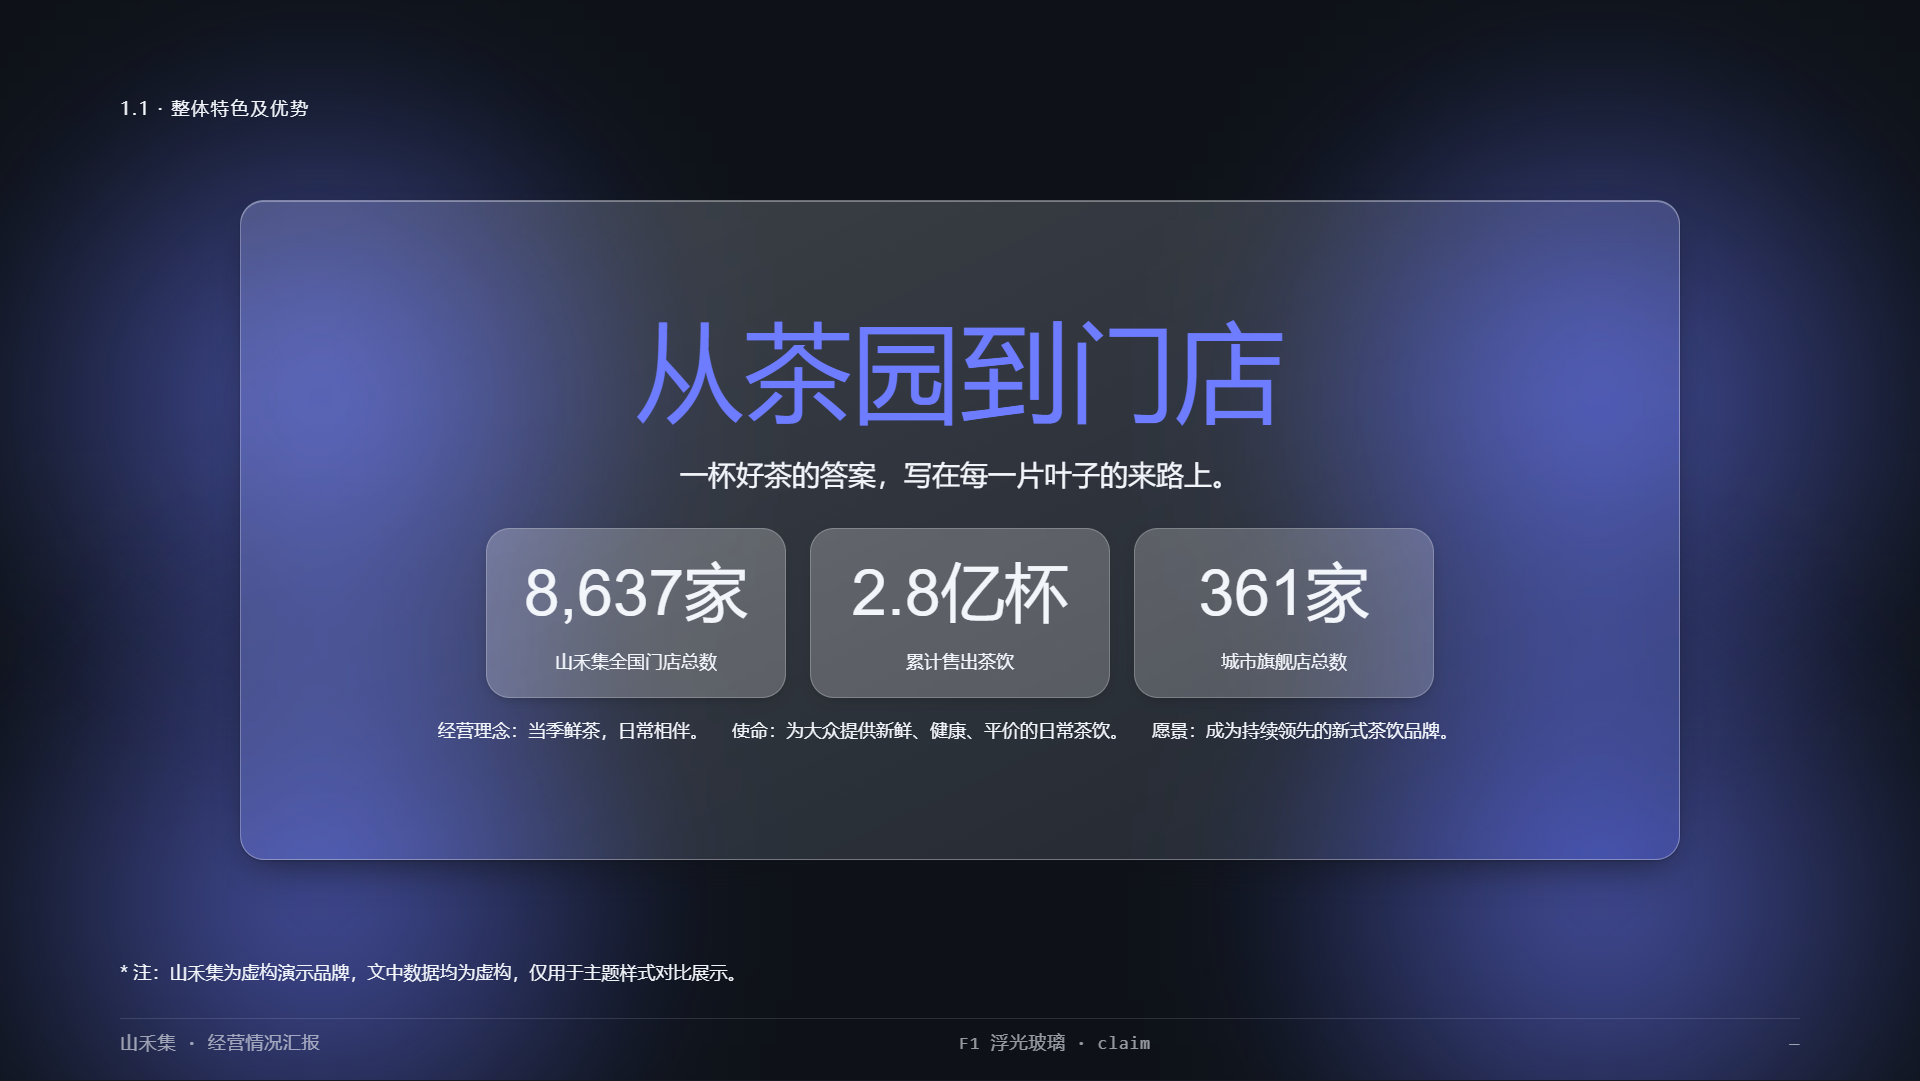 1.1 · 整体特色及优势
从茶园到门店
一杯好茶的答案，写在每一片叶子的来路上。
8,637家
山禾集全国门店总数
2.8亿杯
累计售出茶饮
361家
城市旗舰店总数
经营理念：当季鲜茶，日常相伴。 使命：为大众提供新鲜、健康、平价的日常茶饮。 愿景：成为持续领先的新式茶饮品牌。
* 注：山禾集为虚构演示品牌，文中数据均为虚构，仅用于主题样式对比展示。
山禾集 · 经营情况汇报
F1 浮光玻璃 · claim
—